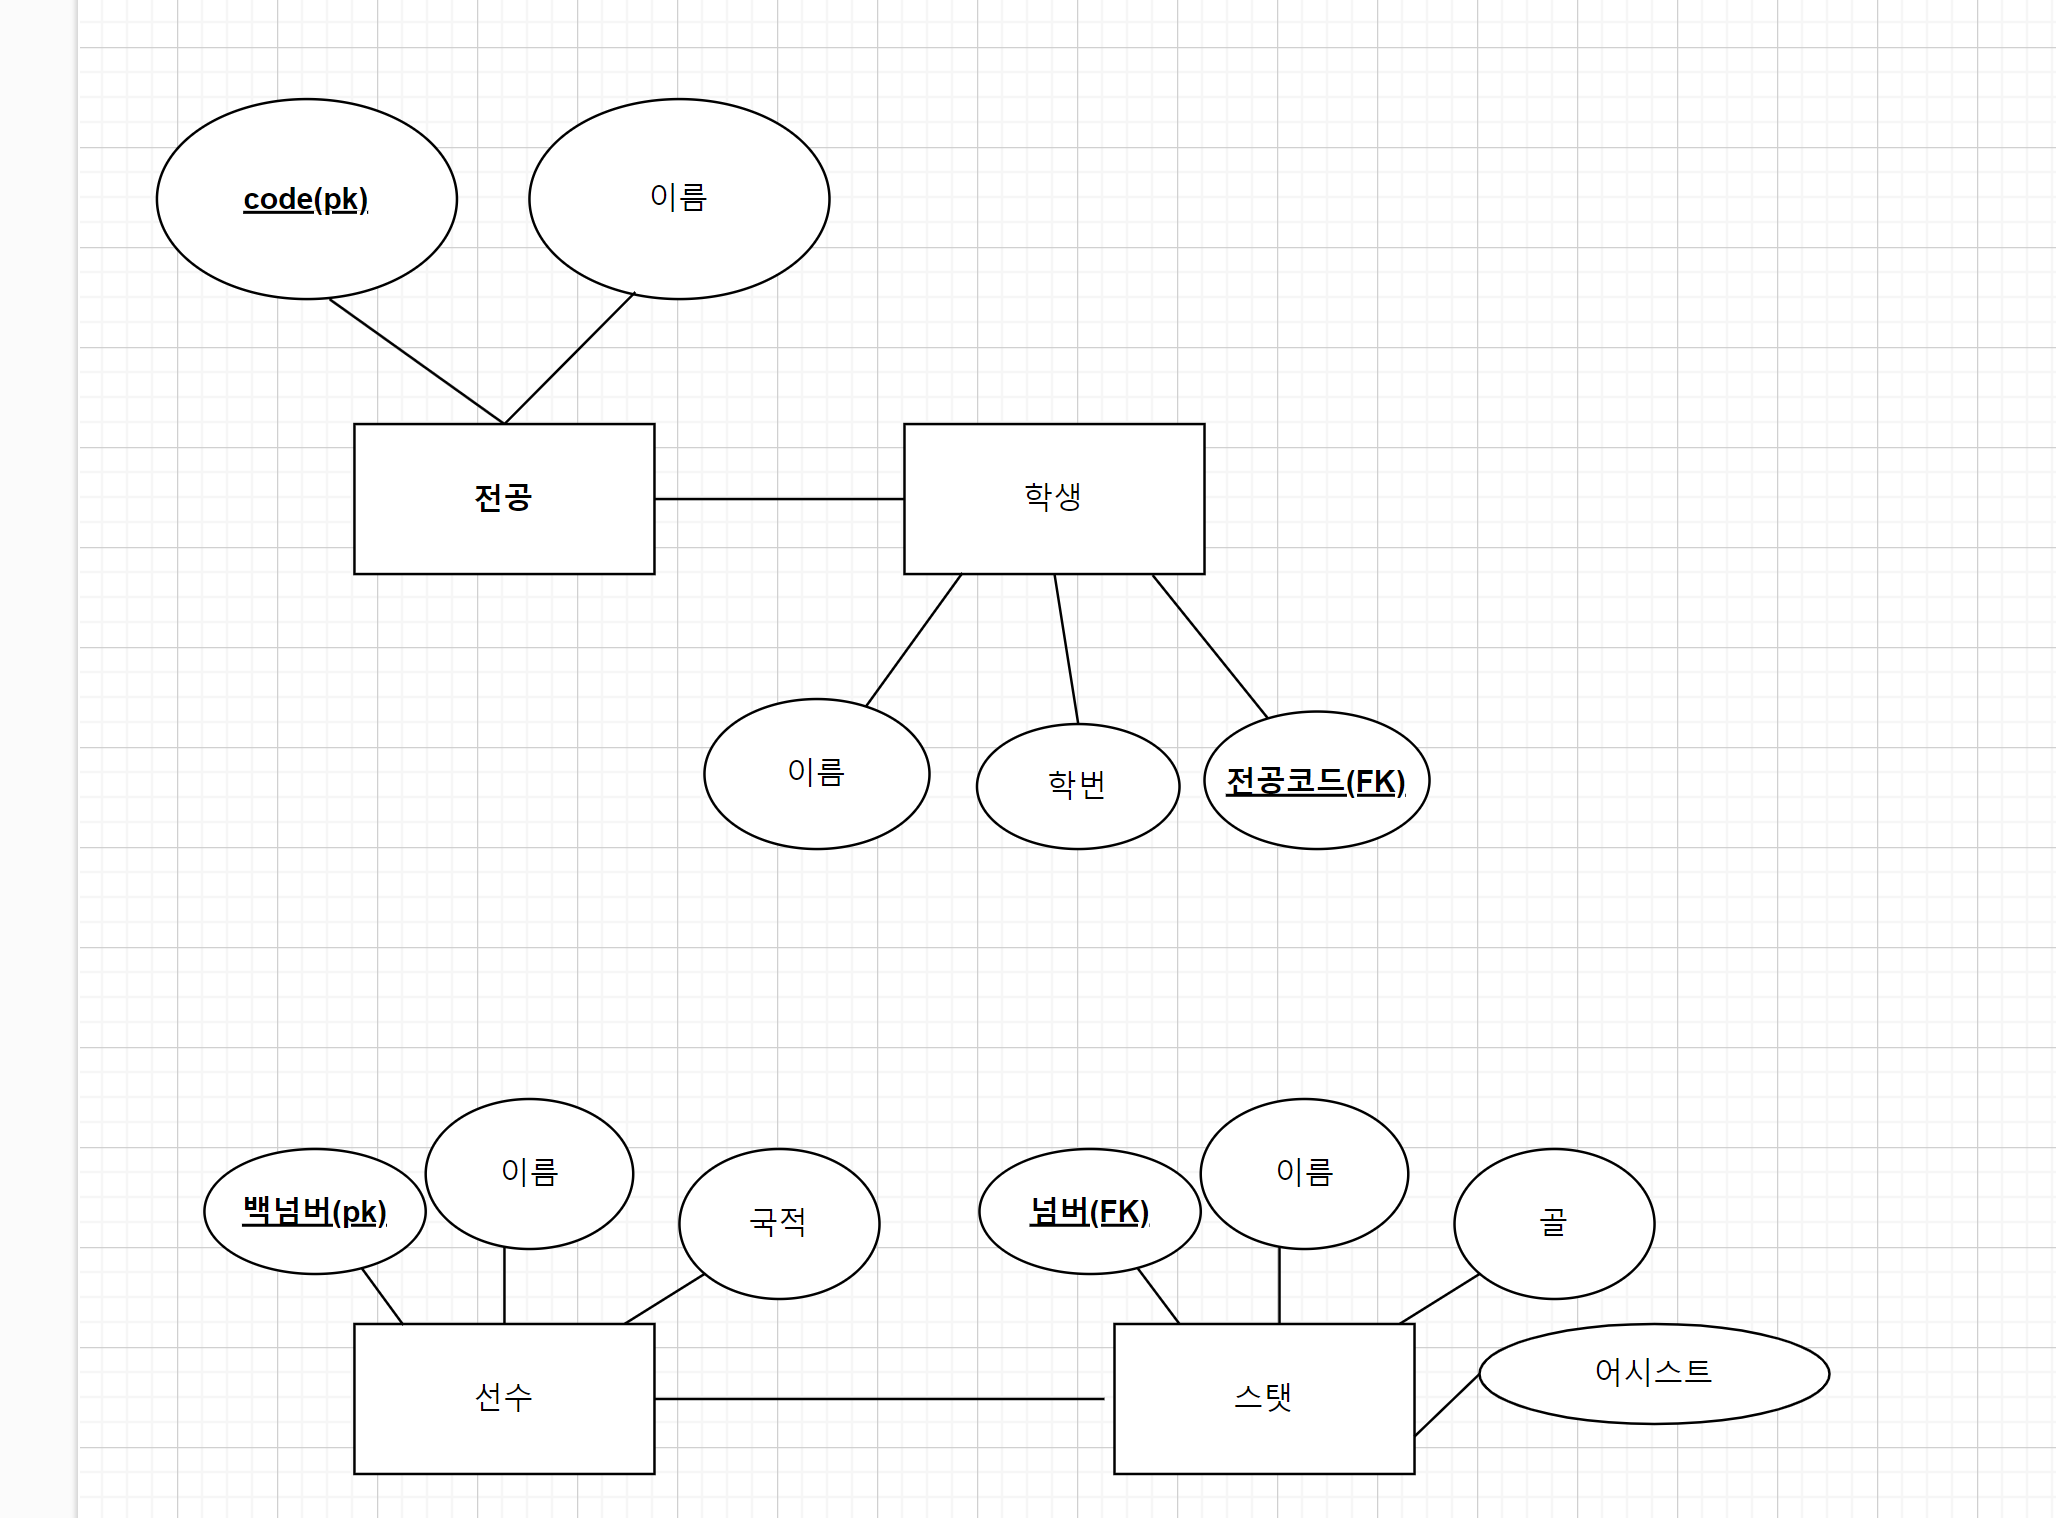 code(pk)
이름
전공
학생
이름
학번
전공코드(FK)
백넘버(pk)
이름
국적
넘버(FK)
이름
골
어시스트
선수
스탯